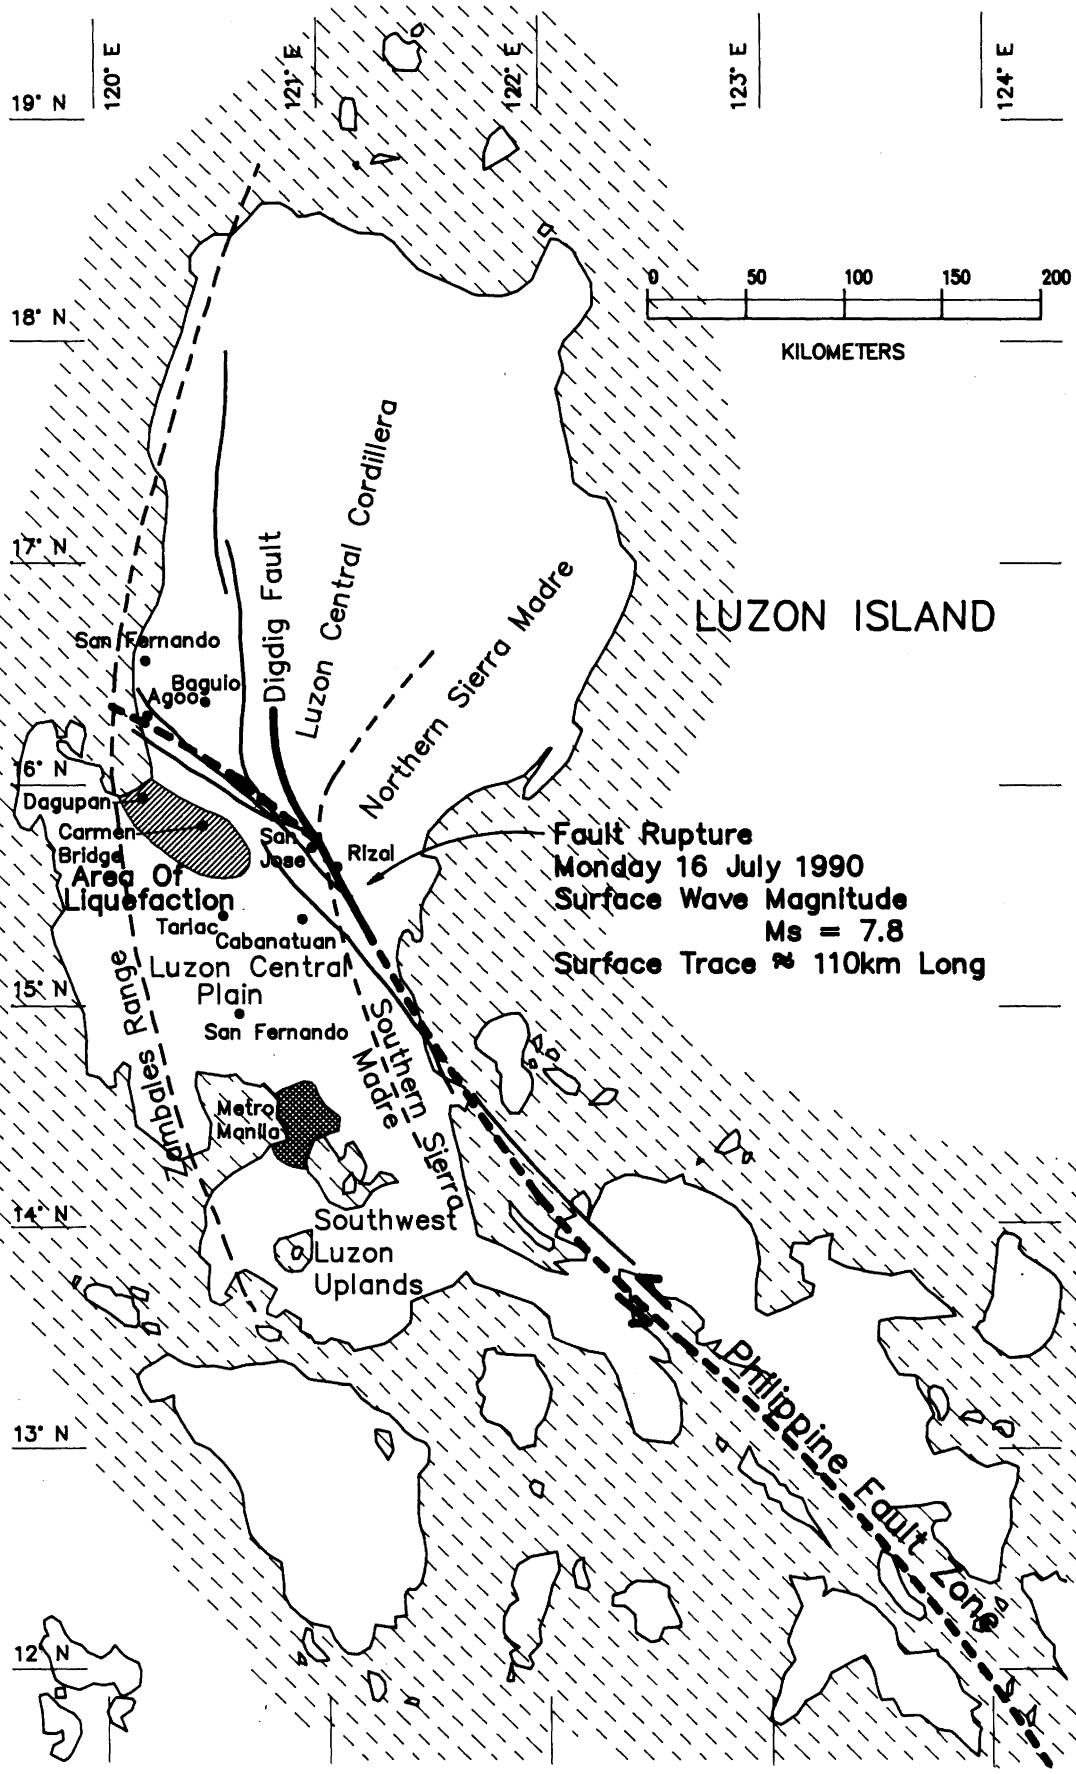 120° E
121° E
122° E
123° E
124° E
19° N
0 50 100 150 200
KILOMETERS
18° N
17° N
LUZON ISLAND
Luzon Central Cordillera
Digdig Fault
Northern Sierra Madre
San Fernando
Baguio
Agoo
16° N
Dagupan
Carmen
Bridge
San
Jose
Rizal
Area Of
Liquefaction
Fault Rupture
Monday 16 July 1990
Surface Wave Magnitude
Ms = 7.8
Surface Trace ≈ 110km Long
Tarlac
Cabanatuan
Luzon Central
Plain
15° N
San Fernando
Zambales Range
Southern Sierra
Madre
Metro
Manila
14° N
Southwest
Luzon
Uplands
Philippine Fault Zone
13° N
12° N